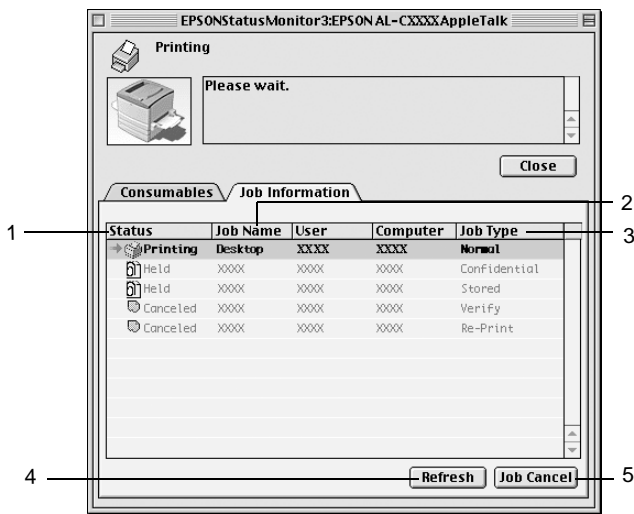 EPSONStatusMonitor3:EPSON AL-CXXXXAppleTalk
Printing
Please wait.
Close
Consumables Job Information
2
1 Status Job Name User Computer Job Type 3
Printing Desktop XXXX XXXX Normal
Held XXXX XXXX XXXX Confidential
Held XXXX XXXX XXXX Stored
Canceled XXXX XXXX XXXX Verify
Canceled XXXX XXXX XXXX Re-Print
4 Refresh Job Cancel 5